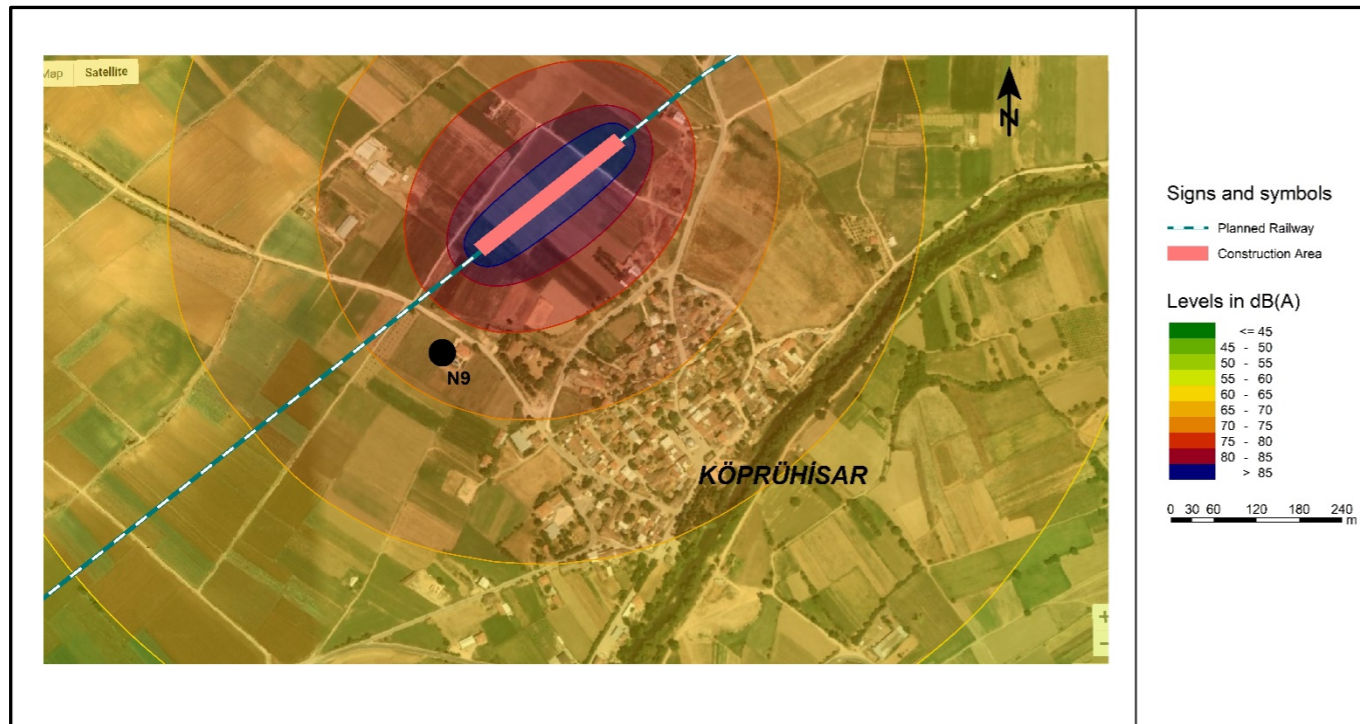 Map Satellite
N
N9
KÖPRÜHİSAR
+
−
Signs and symbols
Planned Railway
Construction Area
Levels in dB(A)
<= 45
45 - 50
50 - 55
55 - 60
60 - 65
65 - 70
70 - 75
75 - 80
80 - 85
> 85
0 30 60 120 180 240
m